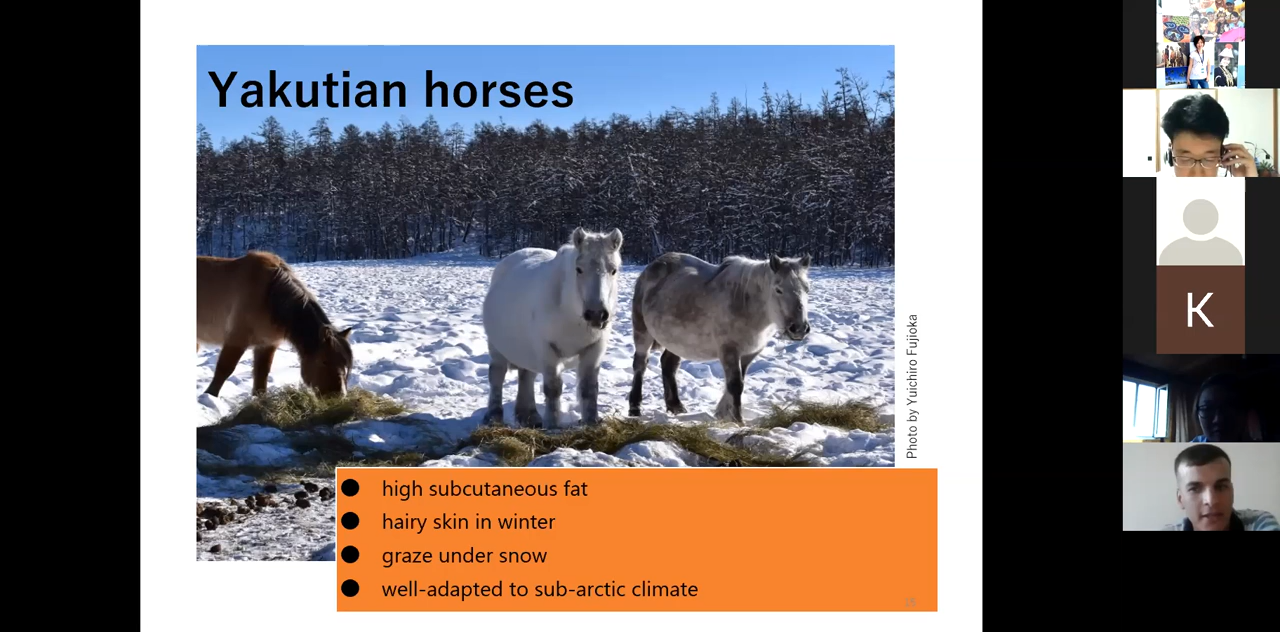 Yakutian horses
Photo by Yuichiro Fujioka
high subcutaneous fat
hairy skin in winter
graze under snow
well-adapted to sub-arctic climate
K